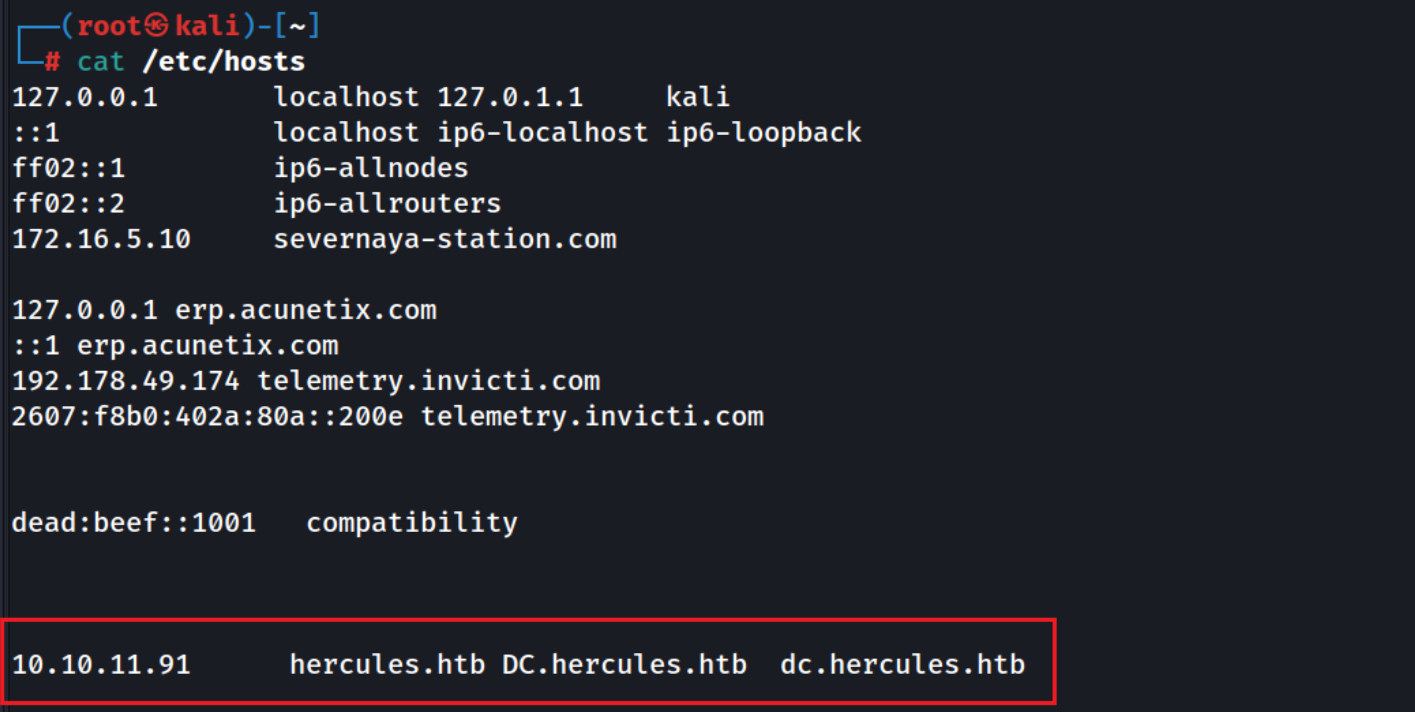 ┌──(root㉿kali)-[~]
└─# cat /etc/hosts
127.0.0.1       localhost 127.0.1.1     kali
::1             localhost ip6-localhost ip6-loopback
ff02::1         ip6-allnodes
ff02::2         ip6-allrouters
172.16.5.10     severnaya-station.com
127.0.0.1 erp.acunetix.com
::1 erp.acunetix.com
192.178.49.174 telemetry.invicti.com
2607:f8b0:402a:80a::200e telemetry.invicti.com
dead:beef::1001   compatibility
10.10.11.91      hercules.htb DC.hercules.htb  dc.hercules.htb